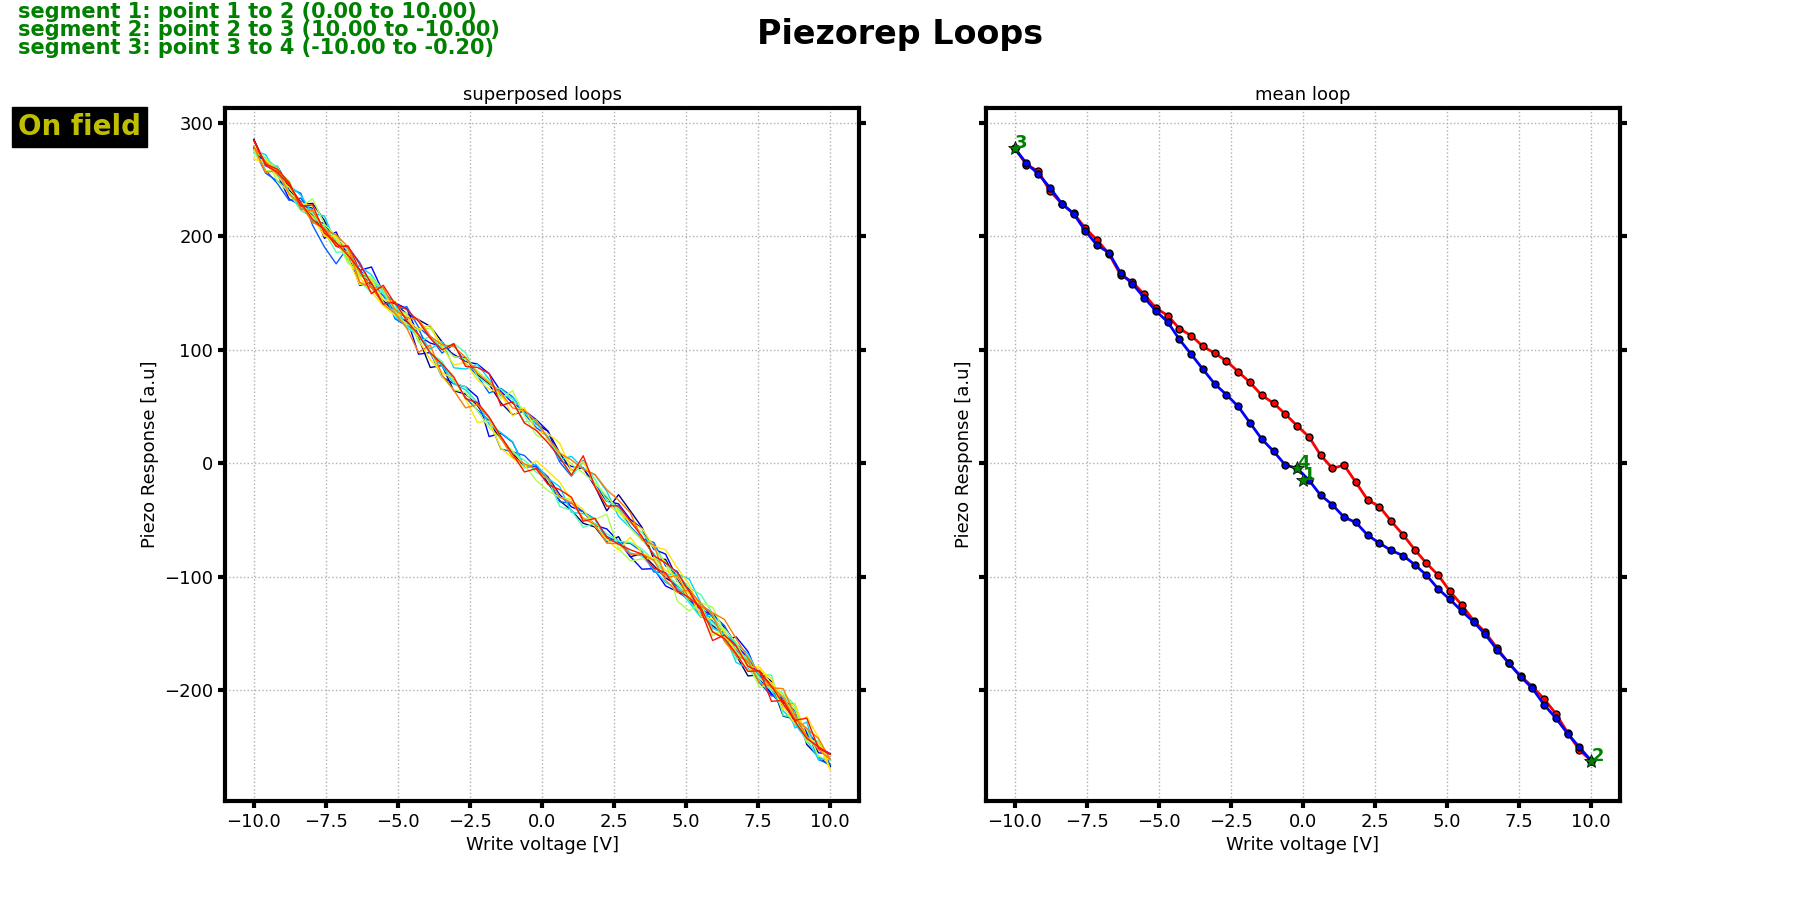 segment 1: point 1 to 2 (0.00 to 10.00)
segment 2: point 2 to 3 (10.00 to -10.00)
segment 3: point 3 to 4 (-10.00 to -0.20)
Piezorep Loops
On field
superposed loops
300
200
100
0
−100
−200
Piezo Response [a.u]
−10.0 −7.5 −5.0 −2.5 0.0 2.5 5.0 7.5 10.0
Write voltage [V]
mean loop
3
4
1
2
Piezo Response [a.u]
−10.0 −7.5 −5.0 −2.5 0.0 2.5 5.0 7.5 10.0
Write voltage [V]